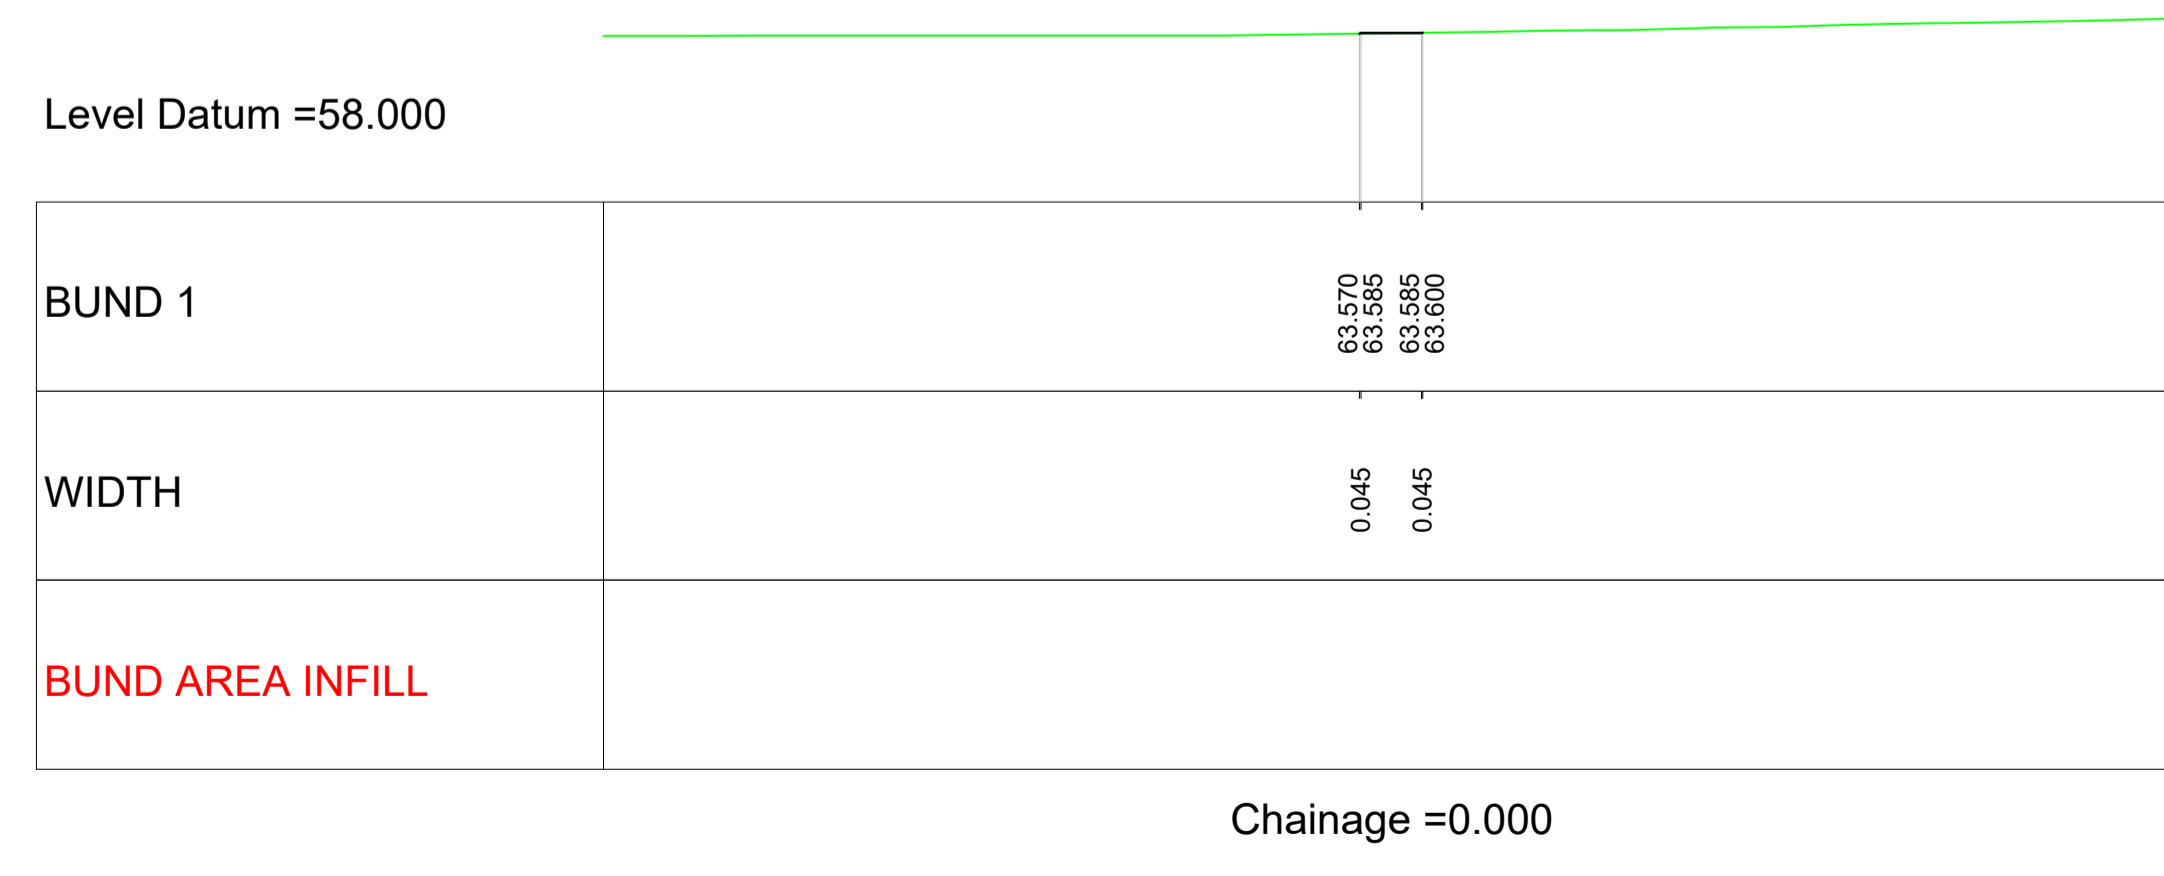 Level Datum =58.000
BUND 1
63.570
63.585
63.585
63.600
WIDTH
0.045
0.045
BUND AREA INFILL
Chainage =0.000